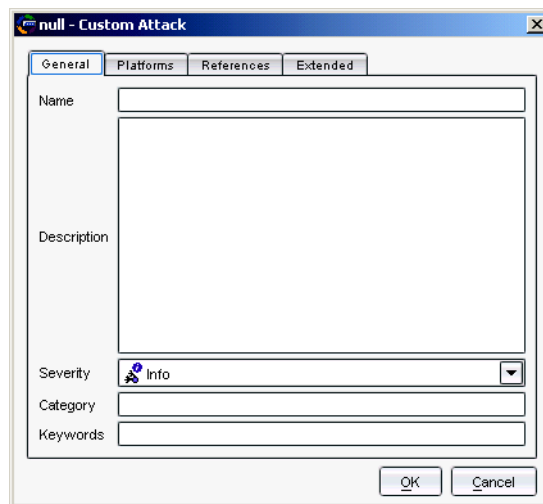 null - Custom Attack
General Platforms References Extended
Name
Description
Severity Info
Category
Keywords
OK Cancel